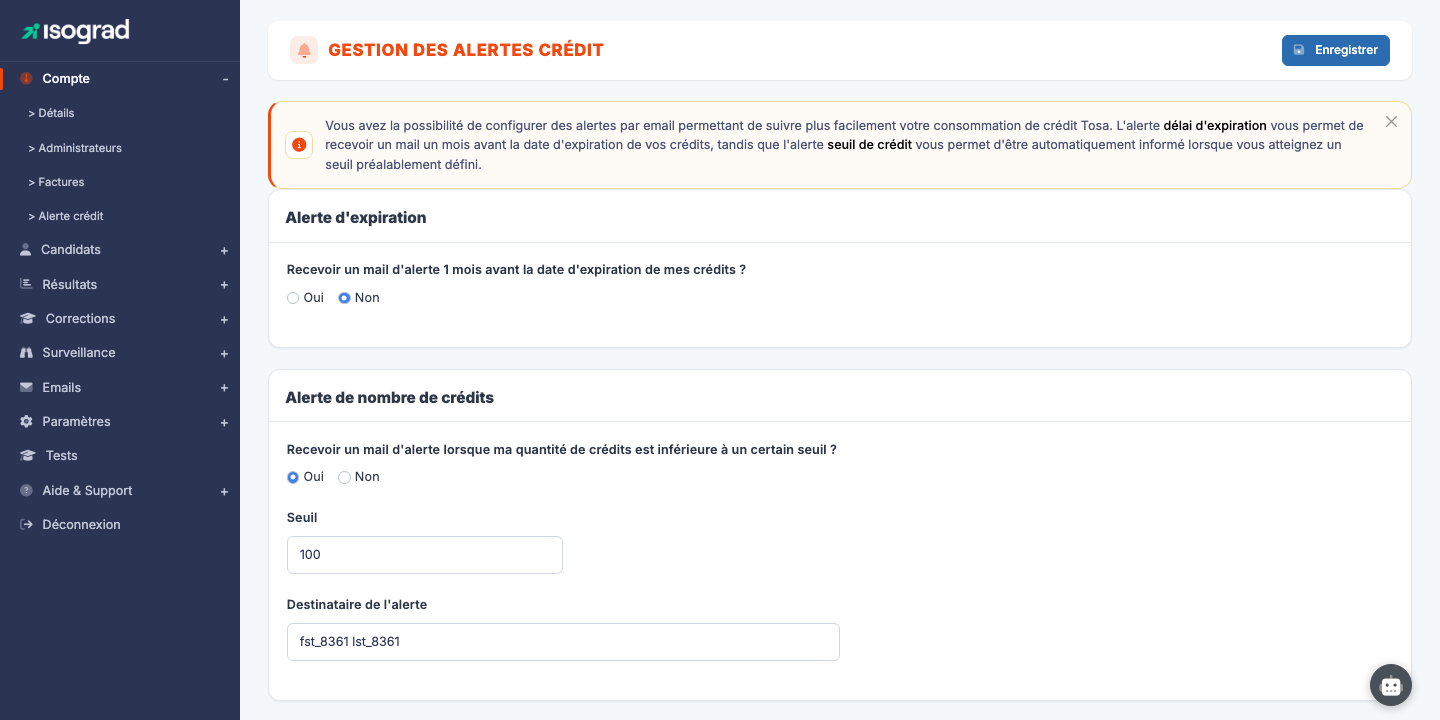 isograd
Compte -
> Détails
> Administrateurs
> Factures
> Alerte crédit
Candidats +
Résultats +
Corrections +
Surveillance +
Emails +
Paramètres +
Tests
Aide & Support +
Déconnexion
GESTION DES ALERTES CRÉDIT
Enregistrer
Vous avez la possibilité de configurer des alertes par email permettant de suivre plus facilement votre consommation de crédit Tosa. L'alerte délai d'expiration vous permet de
recevoir un mail un mois avant la date d'expiration de vos crédits, tandis que l'alerte seuil de crédit vous permet d'être automatiquement informé lorsque vous atteignez un
seuil préalablement défini.
Alerte d'expiration
Recevoir un mail d'alerte 1 mois avant la date d'expiration de mes crédits ?
Oui Non
Alerte de nombre de crédits
Recevoir un mail d'alerte lorsque ma quantité de crédits est inférieure à un certain seuil ?
Oui Non
Seuil
100
Destinataire de l'alerte
fst_8361 lst_8361